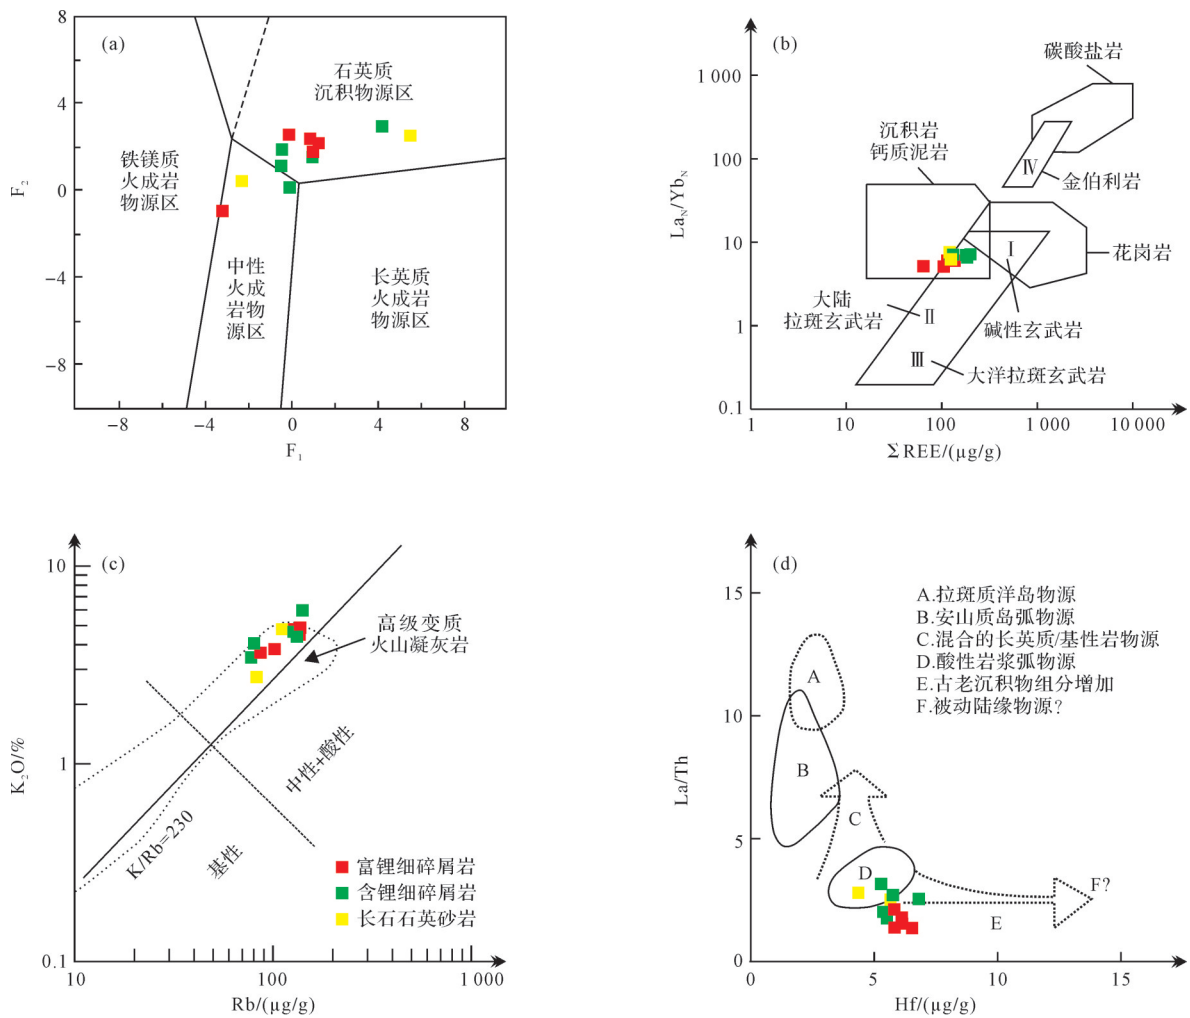 (a)
8
4
0
−4
−8
F₂
石英质
沉积物源区
铁镁质
火成岩
物源区
中性
火成
岩物
源区
长英质
火成岩
物源区
−8
−4
0
4
8
F₁
(b)
1 000
100
10
1
0.1
La_N/Yb_N
碳酸盐岩
沉积岩
钙质泥岩
Ⅳ
金伯利岩
Ⅰ
花岗岩
大陆
拉斑玄武岩
Ⅱ
碱性玄武岩
Ⅲ
大洋拉斑玄武岩
1
10
100
1 000
10 000
ΣREE/(μg/g)
(c)
10
1
0.1
K₂O/%
高级变质
火山凝灰岩
中性+酸性
K/Rb=230
基性
富锂细碎屑岩
含锂细碎屑岩
长石石英砂岩
10
100
1 000
Rb/(μg/g)
(d)
15
10
5
0
La/Th
A.拉斑质洋岛物源
B.安山质岛弧物源
C.混合的长英质/基性岩物源
D.酸性岩浆弧物源
E.古老沉积物组分增加
F.被动陆缘物源?
A
B
C
D
F?
E
0
5
10
15
Hf/(μg/g)